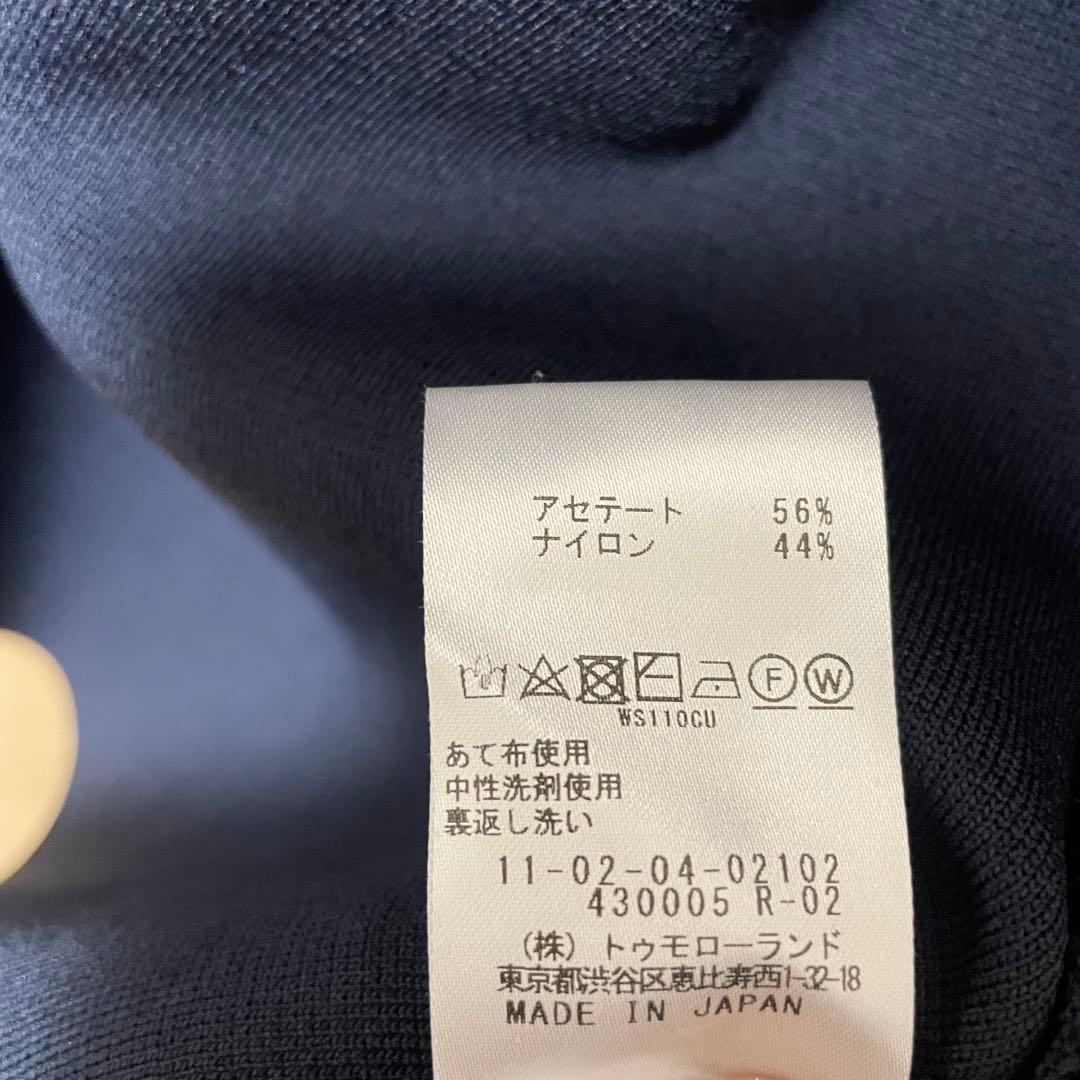 アセテート 56%
ナイロン 44%
F W
WS110CU
あて布使用
中性洗剤使用
裏返し洗い
11-02-04-02102
430005 R-02
(株) トゥモローランド
東京都渋谷区恵比寿西1-32-18
MADE IN JAPAN